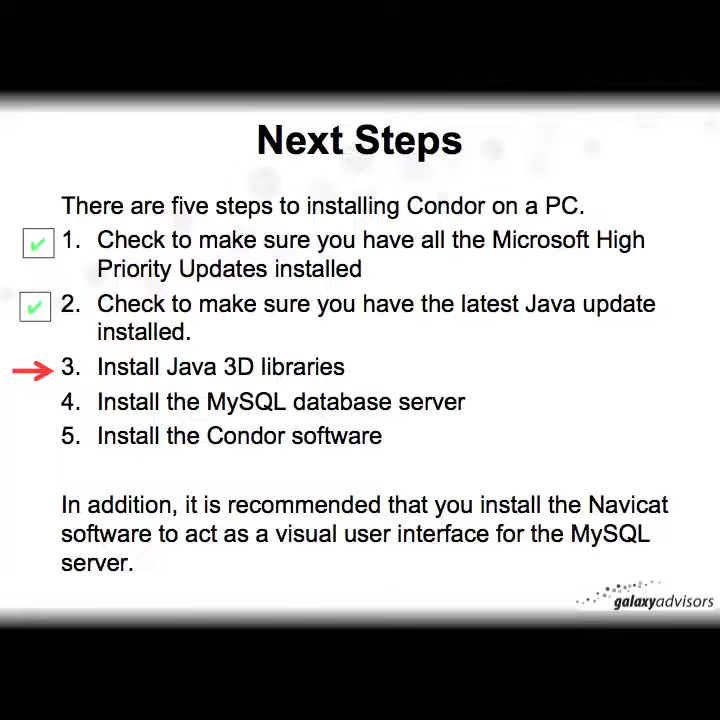 Next Steps
There are five steps to installing Condor on a PC.
1. Check to make sure you have all the Microsoft High
Priority Updates installed
2. Check to make sure you have the latest Java update
installed.
3. Install Java 3D libraries
4. Install the MySQL database server
5. Install the Condor software
In addition, it is recommended that you install the Navicat
software to act as a visual user interface for the MySQL
server.
galaxyadvisors